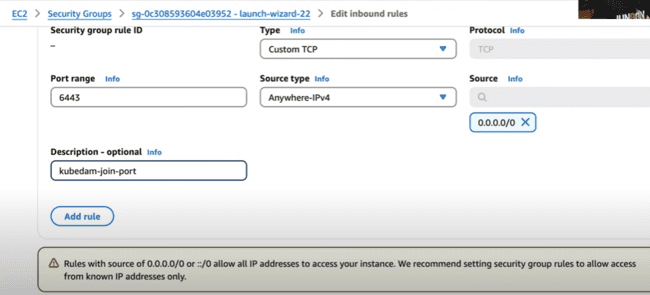 EC2 > Security Groups > sg-0c308593604e03952 - launch-wizard-22 > Edit inbound rules
Security group rule ID Type Info Protocol Info
– Custom TCP TCP
Port range Info Source type Info Source Info
6443 Anywhere-IPv4
0.0.0.0/0
Description - optional Info
kubedam-join-port
Add rule
Rules with source of 0.0.0.0/0 or ::/0 allow all IP addresses to access your instance. We recommend setting security group rules to allow access
from known IP addresses only.